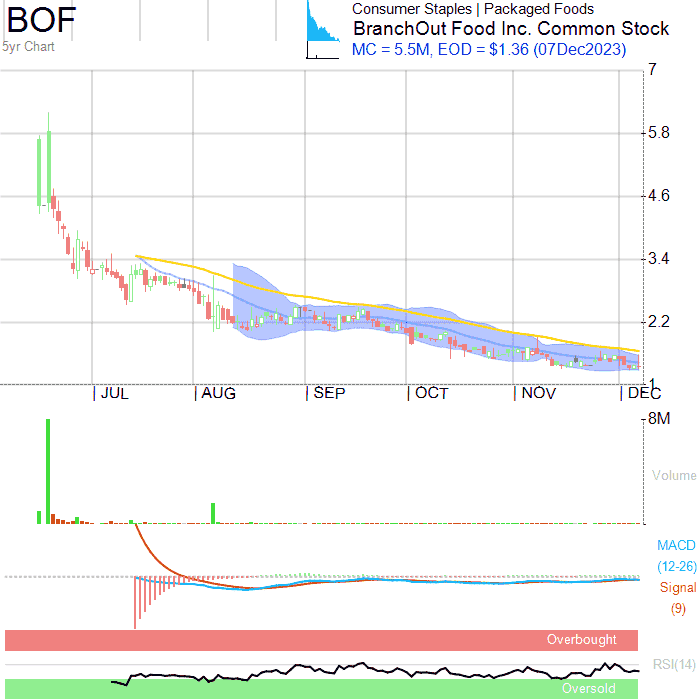 BOF
5yr Chart
Consumer Staples | Packaged Foods
BranchOut Food Inc. Common Stock
MC = 5.5M, EOD = $1.36 (07Dec2023)
7
5.8
4.6
3.4
2.2
1
JUL
AUG
SEP
OCT
NOV
DEC
8M
Volume
MACD
(12-26)
Signal
(9)
Overbought
RSI(14)
Oversold